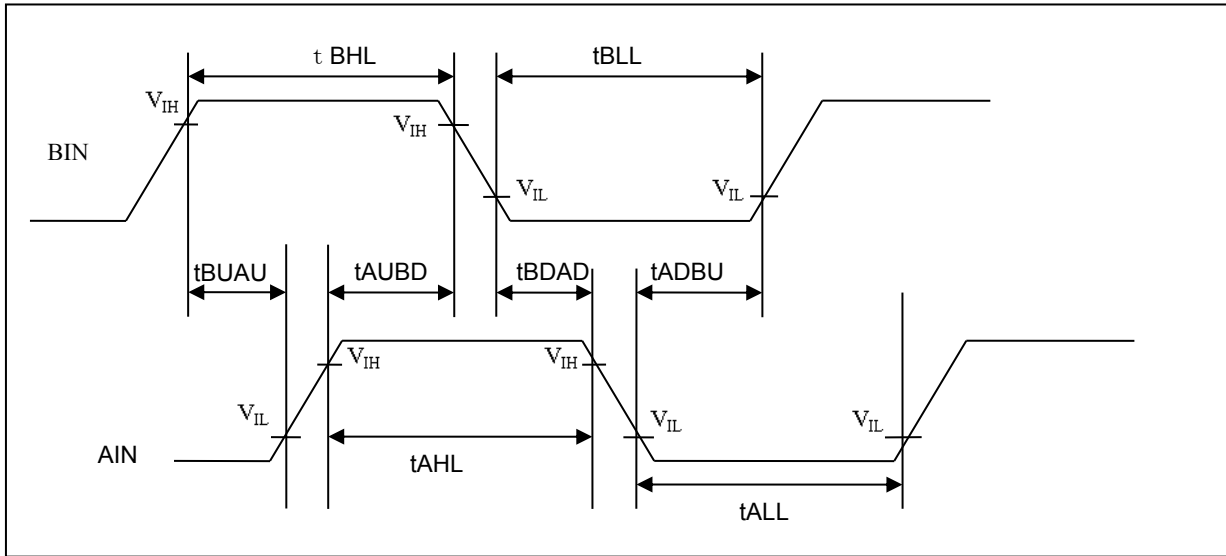 t BHL
tBLL
VIH
VIH
BIN
VIL
VIL
tBUAU
tAUBD
tBDAD
tADBU
VIH
VIH
VIL
VIL
VIL
AIN
tAHL
tALL